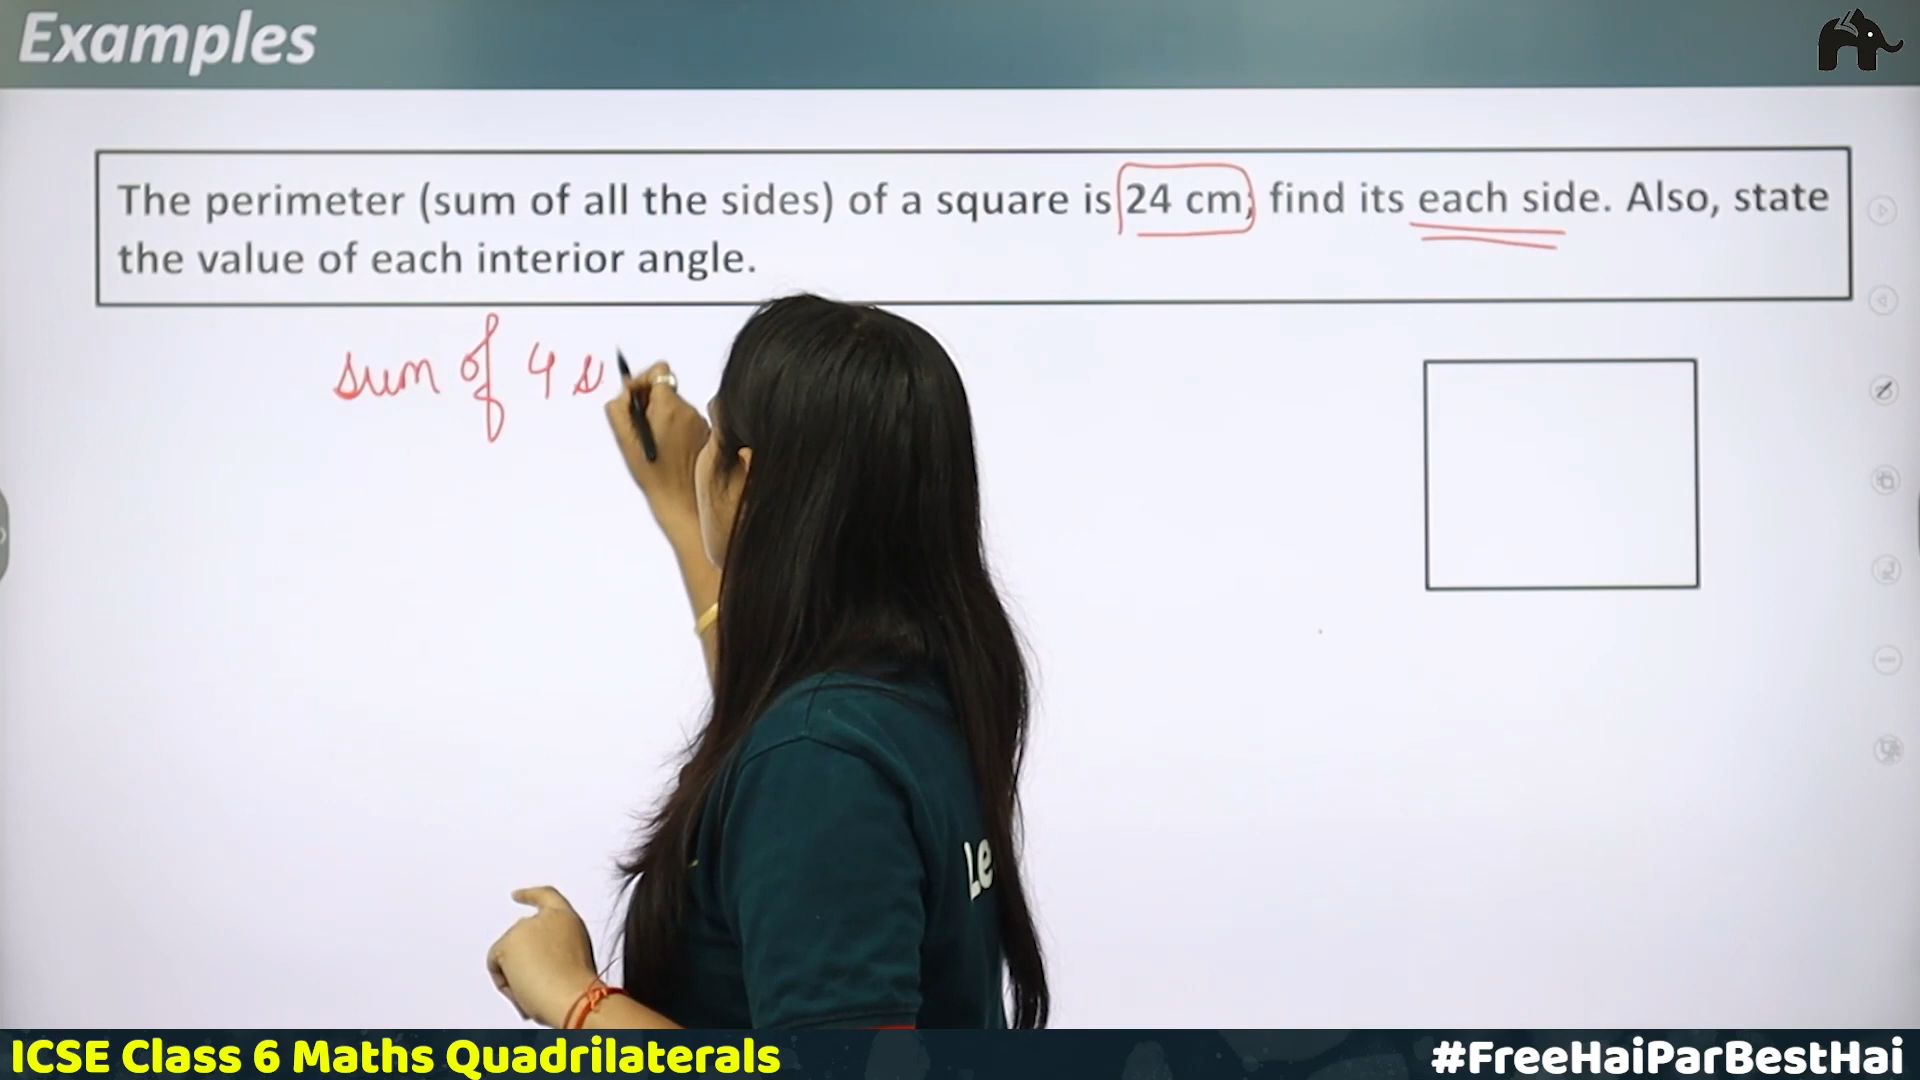 Examples
The perimeter (sum of all the sides) of a square is 24 cm, find its each side. Also, state
the value of each interior angle.
sum of 4 s
Le
ICSE Class 6 Maths Quadrilaterals
#FreeHaiParBestHai